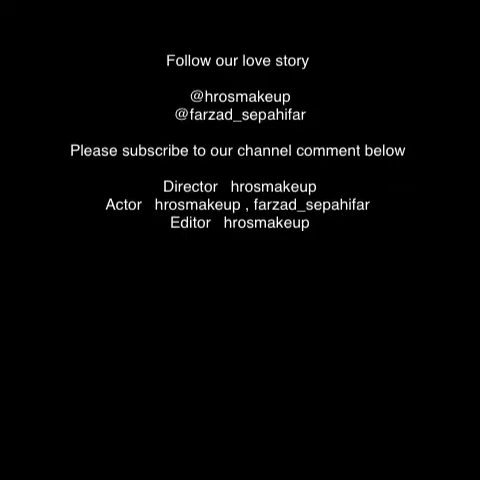 Follow our love story
@hrosmakeup
@farzad_sepahifar
Please subscribe to our channel comment below
Director hrosmakeup
Actor hrosmakeup , farzad_sepahifar
Editor hrosmakeup